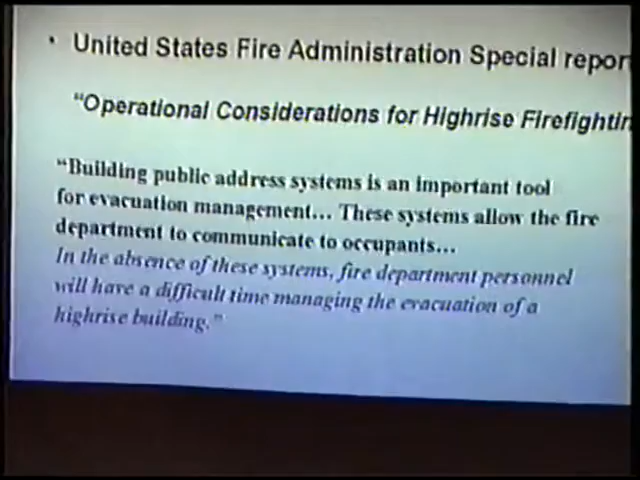 • United States Fire Administration Special repor
"Operational Considerations for Highrise Firefightin
"Building public address systems is an important tool
for evacuation management... These systems allow the fire
department to communicate to occupants...
In the absence of these systems, fire department personnel
will have a difficult time managing the evacuation of a
highrise building."